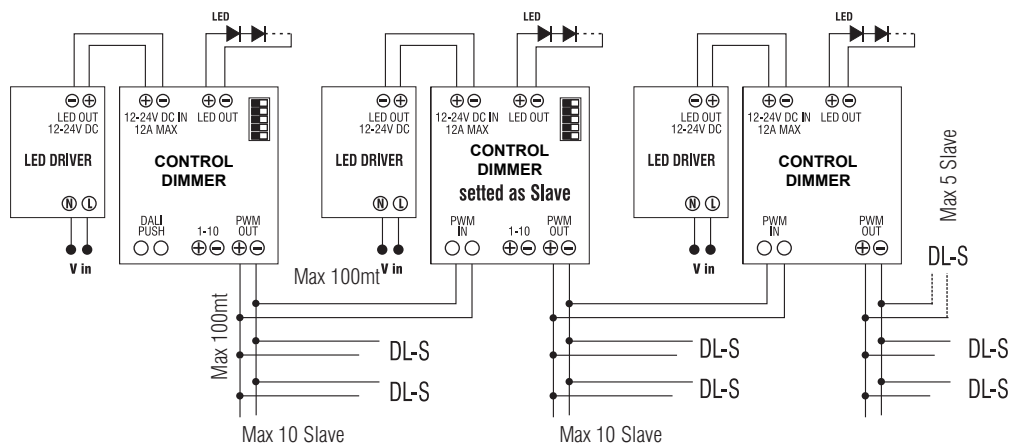 LED
LED
LED
LED OUT
12-24V DC
12-24V DC IN
12A MAX
LED OUT
LED OUT
12-24V DC
12-24V DC IN
12A MAX
LED OUT
LED OUT
12-24V DC
12-24V DC IN
12A MAX
LED OUT
LED DRIVER
CONTROL
DIMMER
LED DRIVER
CONTROL
DIMMER
setted as Slave
LED DRIVER
CONTROL
DIMMER
N L
DALI
PUSH
1-10
PWM
OUT
N L
PWM
IN
1-10
PWM
OUT
N L
PWM
IN
PWM
OUT
V in
V in
V in
Max 5 Slave
DL-S
Max 100mt
Max 100mt
DL-S
DL-S
DL-S
DL-S
DL-S
DL-S
Max 10 Slave
Max 10 Slave